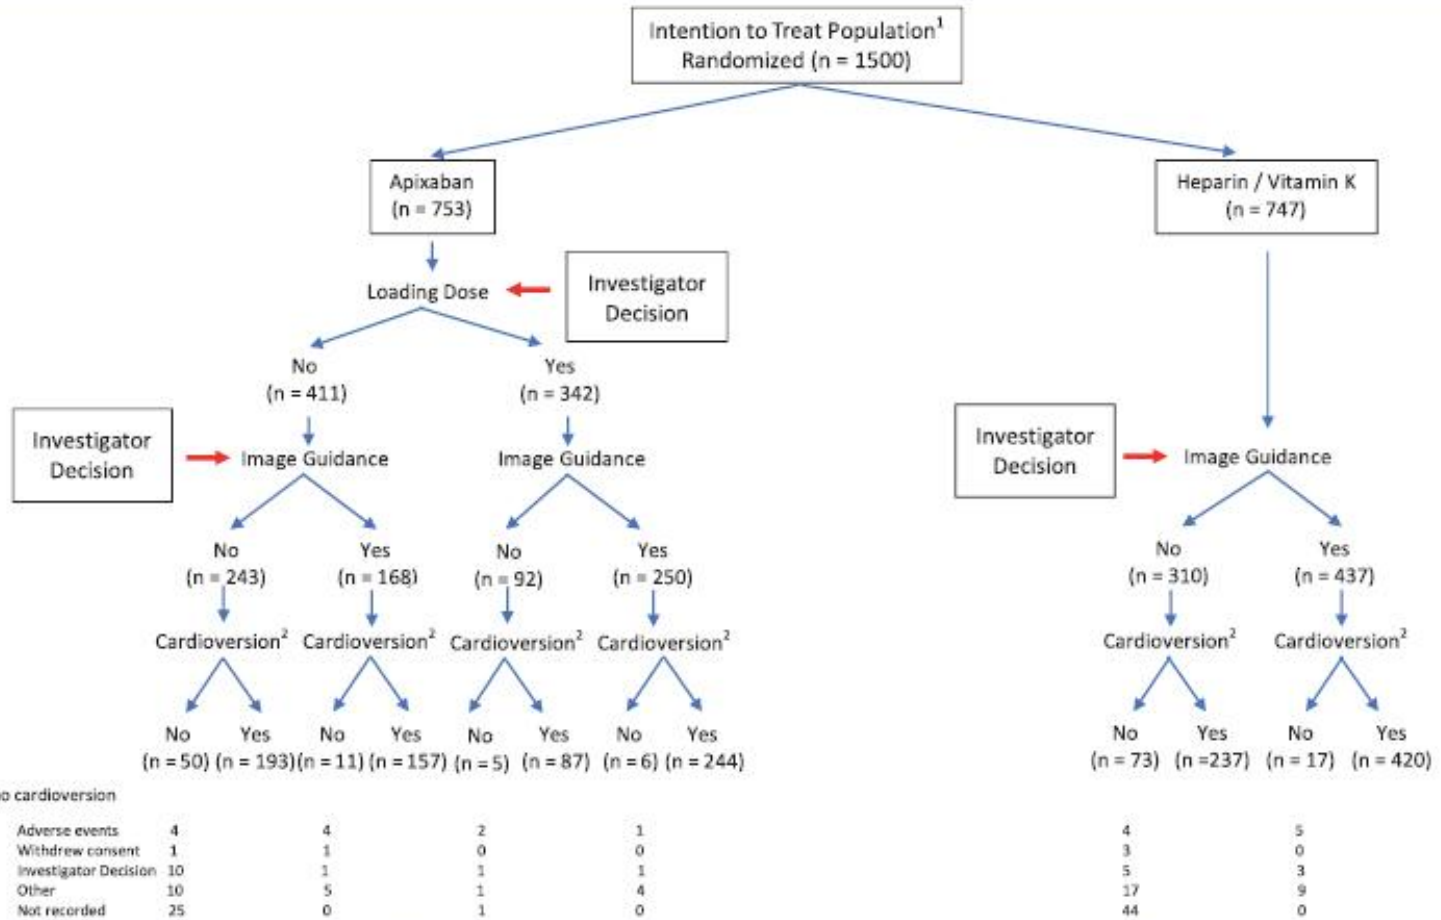 Intention to Treat Population1
Randomized (n = 1500)
Apixaban
(n = 753)
Heparin / Vitamin K
(n = 747)
Loading Dose
Investigator
Decision
No
(n = 411)
Yes
(n = 342)
Investigator
Decision
Image Guidance
Image Guidance
Investigator
Decision
Image Guidance
No
(n = 243)
Yes
(n = 168)
No
(n = 92)
Yes
(n = 250)
No
(n = 310)
Yes
(n = 437)
Cardioversion2 Cardioversion2 Cardioversion2 Cardioversion2 Cardioversion2 Cardioversion2
No Yes No Yes No Yes No Yes No Yes No Yes
(n = 50) (n = 193) (n = 11) (n = 157) (n = 5) (n = 87) (n = 6) (n = 244) (n = 73) (n =237) (n = 17) (n = 420)
no cardioversion
Adverse events 4 4 2 1 4 5
Withdrew consent 1 1 0 0 3 0
Investigator Decision 10 1 1 1 5 3
Other 10 5 1 4 17 9
Not recorded 25 0 1 0 44 0